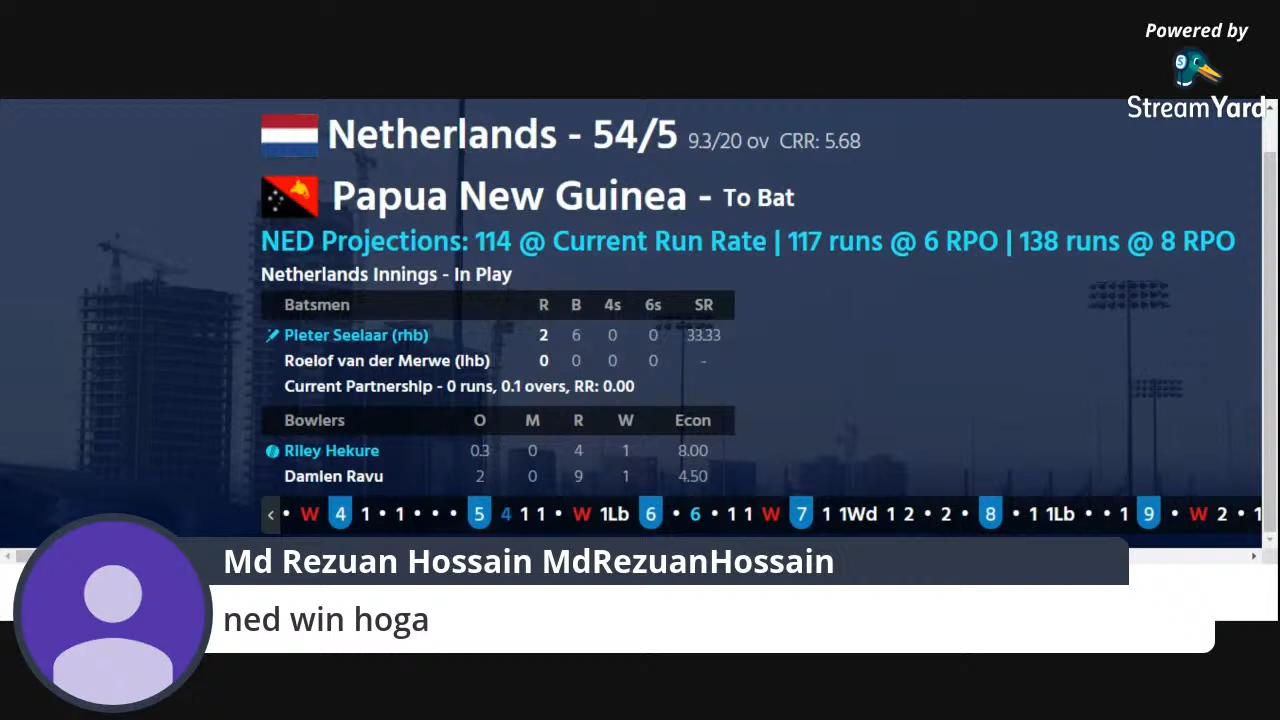 Powered by
StreamYard
Netherlands - 54/5 9.3/20 ov CRR: 5.68
Papua New Guinea - To Bat
NED Projections: 114 @ Current Run Rate | 117 runs @ 6 RPO | 138 runs @ 8 RPO
Netherlands Innings - In Play
Batsmen R B 4s 6s SR
Pieter Seelaar (rhb) 2 6 0 0 33.33
Roelof van der Merwe (lhb) 0 0 0 0 -
Current Partnership - 0 runs, 0.1 overs, RR: 0.00
Bowlers O M R W Econ
Riley Hekure 0.3 0 4 1 8.00
Damien Ravu 2 0 9 1 4.50
‹ • W 4 1 • 1 • • • 5 4 1 1 • W 1Lb 6 • 6 • 1 1 W 7 1 1Wd 1 2 • 2 • 8 • 1 1Lb • • 1 9 • W 2 • 1
Md Rezuan Hossain MdRezuanHossain
ned win hoga